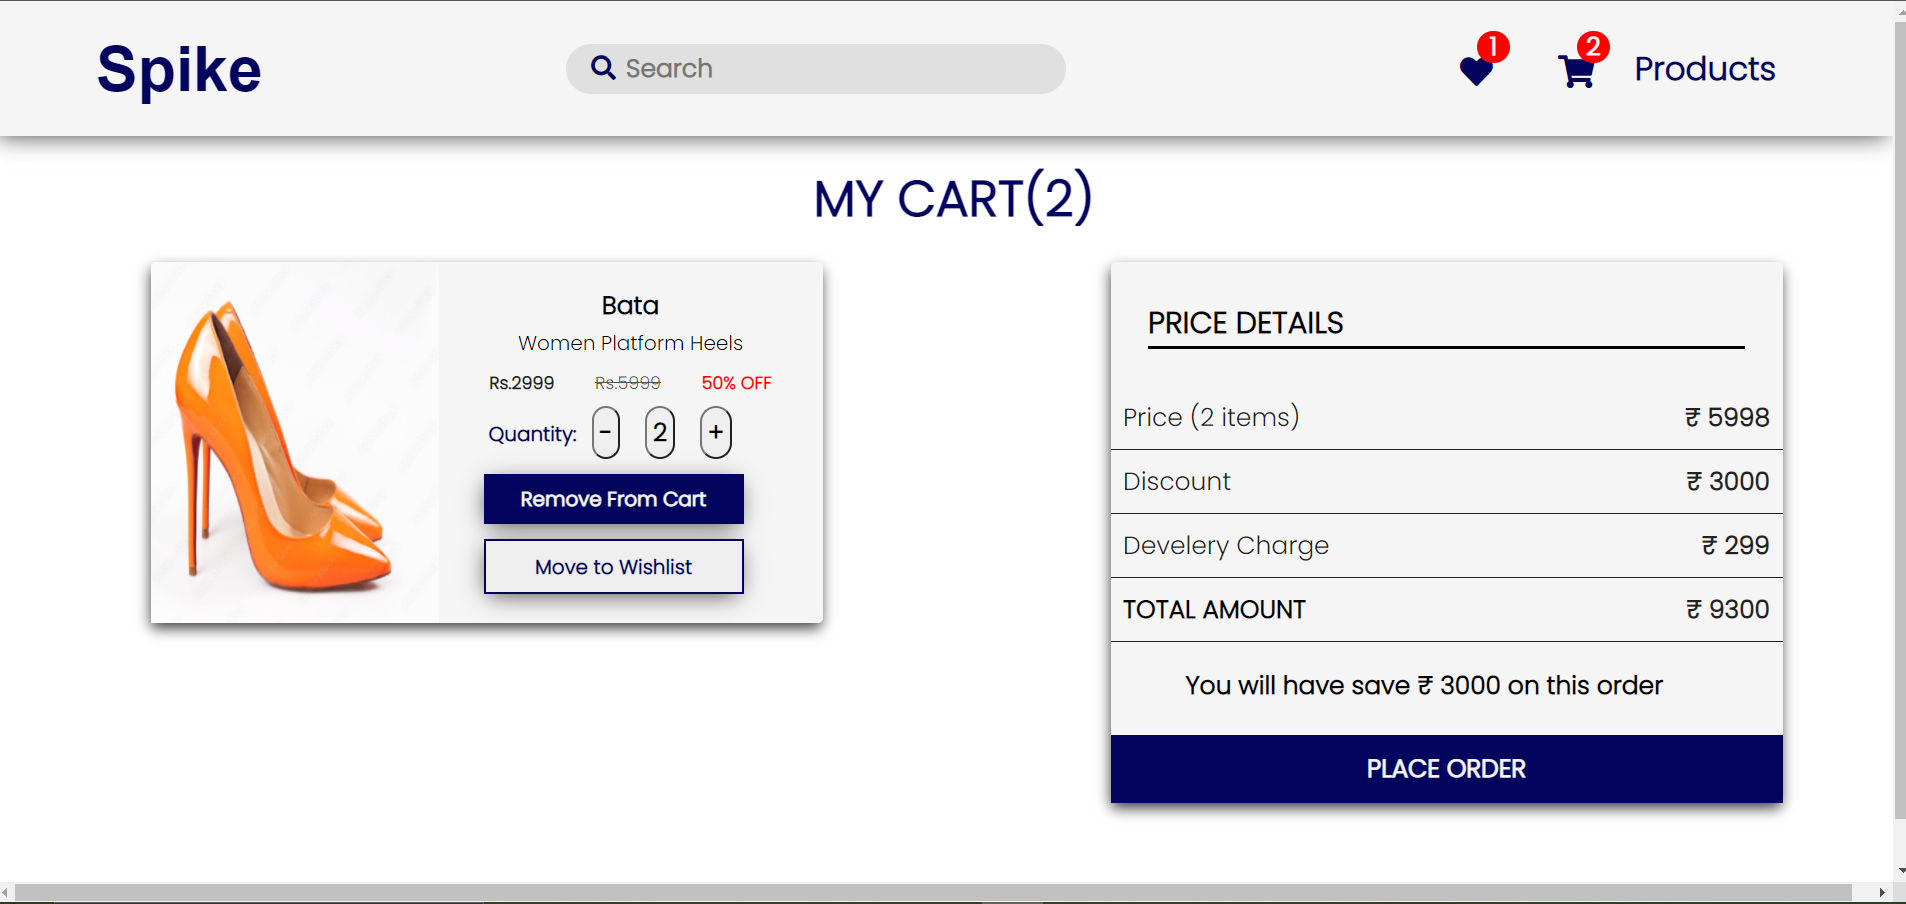 Spike
Search
1
2
Products
MY CART(2)
Bata
Women Platform Heels
Rs.2999 Rs.5999 50% OFF
Quantity: - 2 +
Remove From Cart
Move to Wishlist
PRICE DETAILS
Price (2 items) ₹ 5998
Discount ₹ 3000
Develery Charge ₹ 299
TOTAL AMOUNT ₹ 9300
You will have save ₹ 3000 on this order
PLACE ORDER